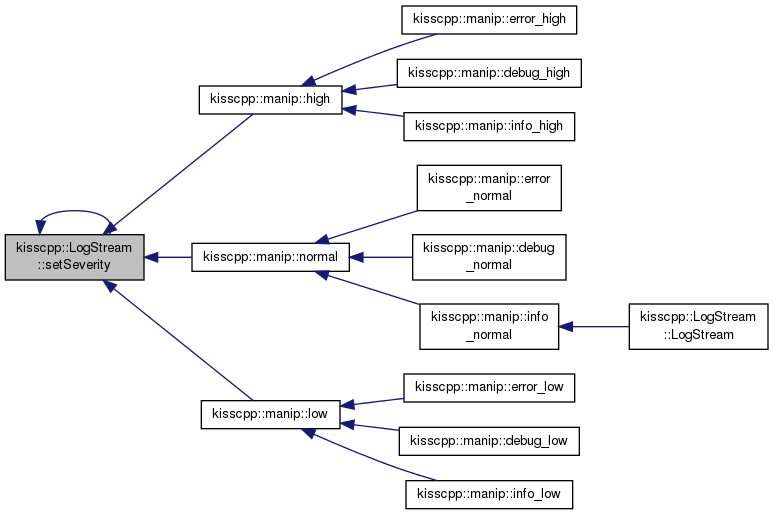 kisscpp::manip::error_high
kisscpp::manip::debug_high
kisscpp::manip::high
kisscpp::manip::info_high
kisscpp::manip::error
_normal
kisscpp::LogStream
::setSeverity
kisscpp::manip::normal
kisscpp::manip::debug
_normal
kisscpp::manip::info
_normal
kisscpp::LogStream
::LogStream
kisscpp::manip::error_low
kisscpp::manip::low
kisscpp::manip::debug_low
kisscpp::manip::info_low